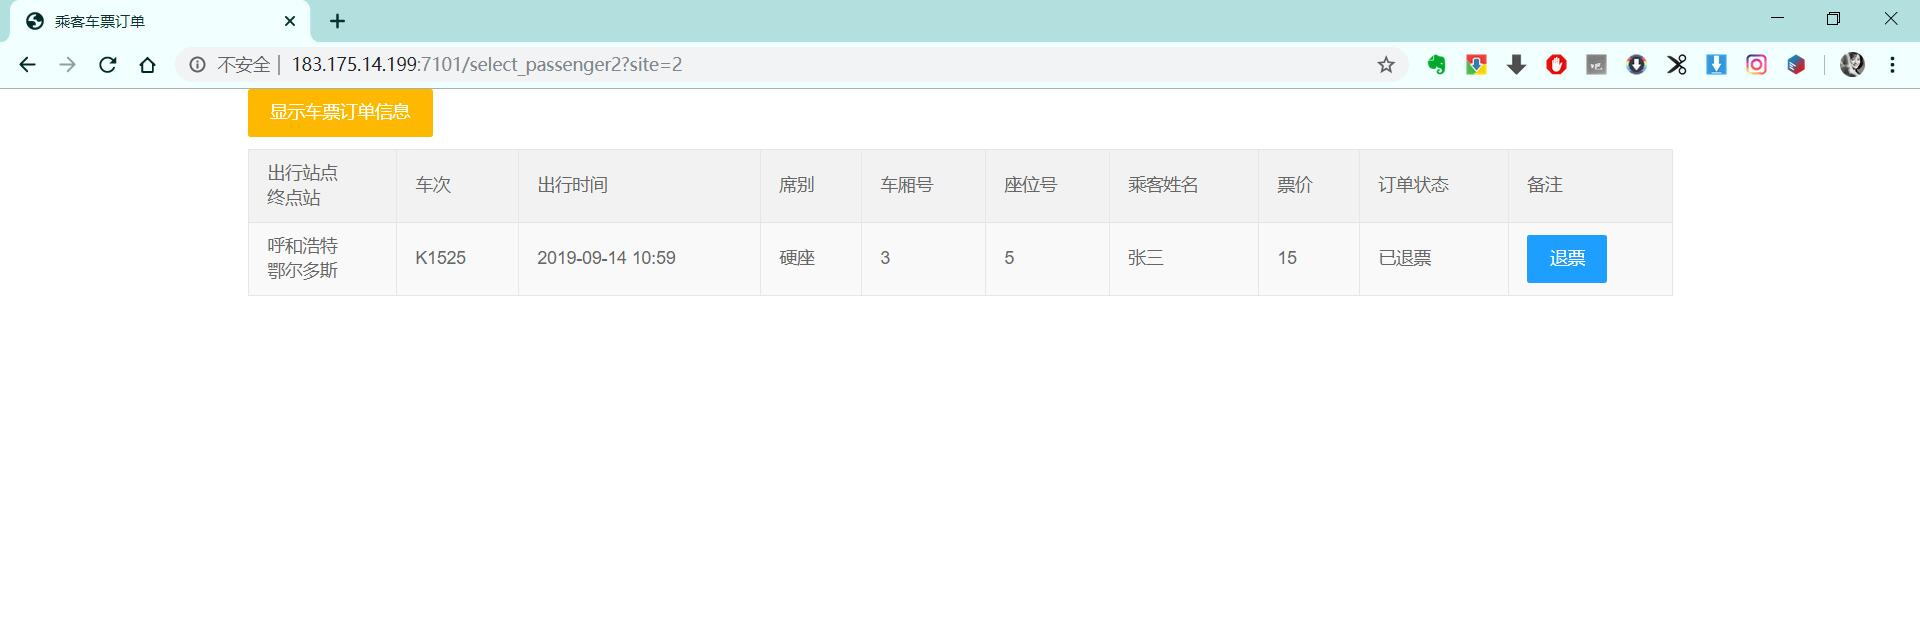 乘客车票订单
不安全 | 183.175.14.199:7101/select_passenger2?site=2
显示车票订单信息
出行站点
终点站
车次
出行时间
席别
车厢号
座位号
乘客姓名
票价
订单状态
备注
呼和浩特
鄂尔多斯
K1525
2019-09-14 10:59
硬座
3
5
张三
15
已退票
退票